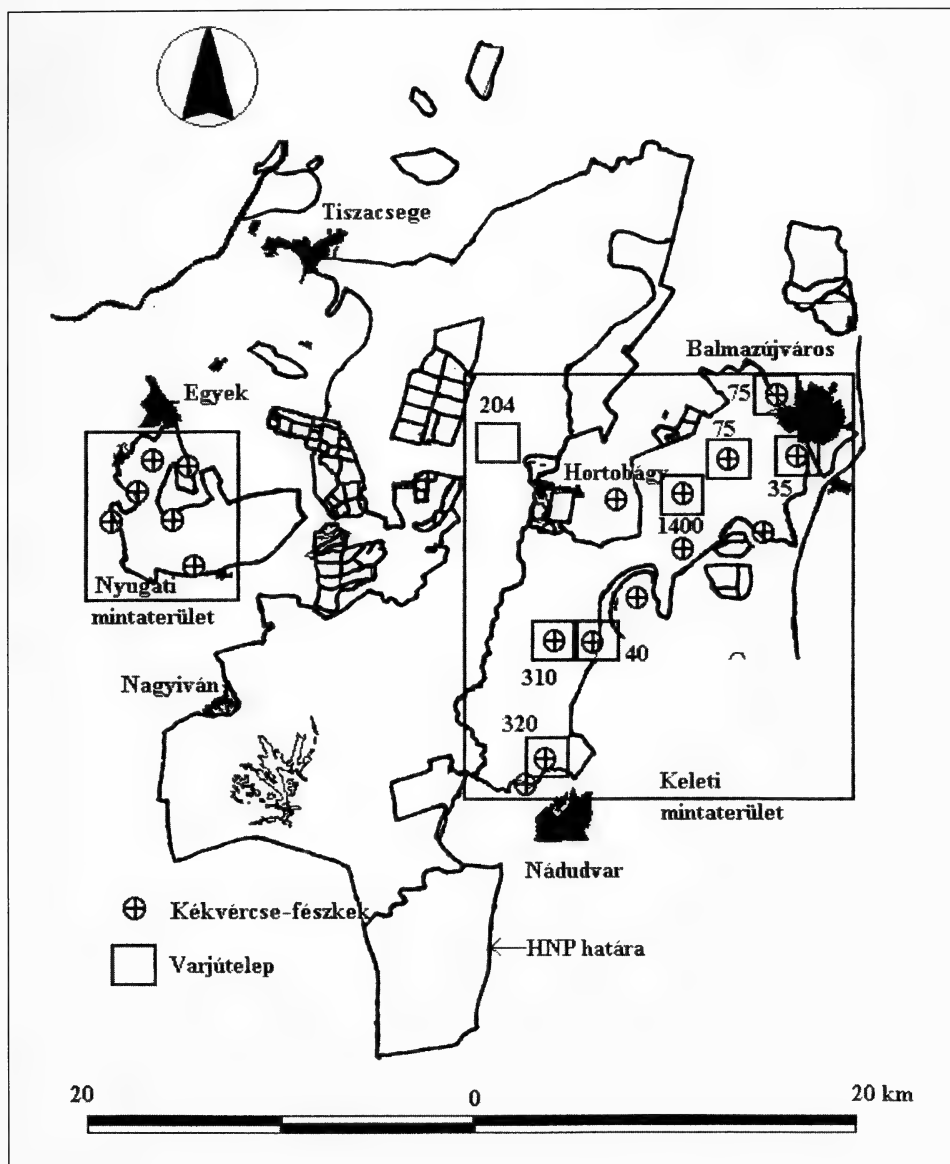 Tiszacsege
Balmazújváros
Egyek
204
75
75
Hortobágy
35
1400
Nyugati
mintaterület
310
40
Nagyiván
320
Keleti
mintaterület
Nádudvar
Kékvércse-fészkek
HNP határa
Varjútelep
20
0
20 km